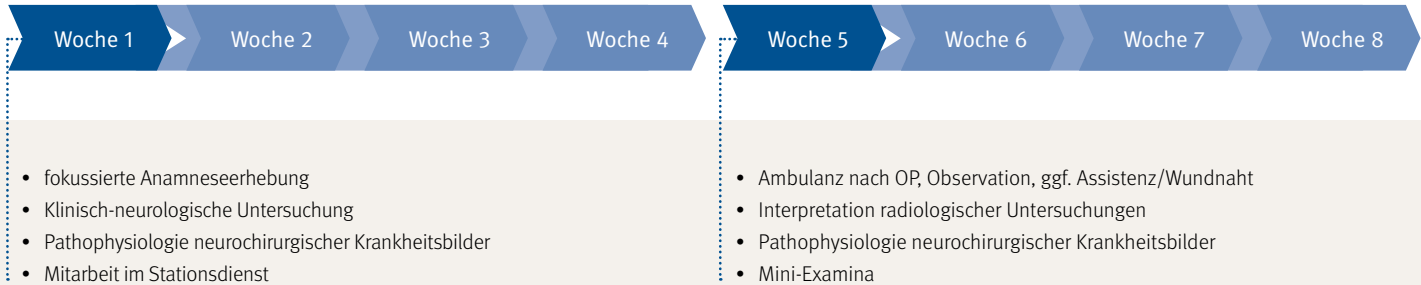 Woche 1
Woche 2
Woche 3
Woche 4
Woche 5
Woche 6
Woche 7
Woche 8
• fokussierte Anamneseerhebung
• Klinisch-neurologische Untersuchung
• Pathophysiologie neurochirurgischer Krankheitsbilder
• Mitarbeit im Stationsdienst
• Ambulanz nach OP, Observation, ggf. Assistenz/Wundnaht
• Interpretation radiologischer Untersuchungen
• Pathophysiologie neurochirurgischer Krankheitsbilder
• Mini-Examina